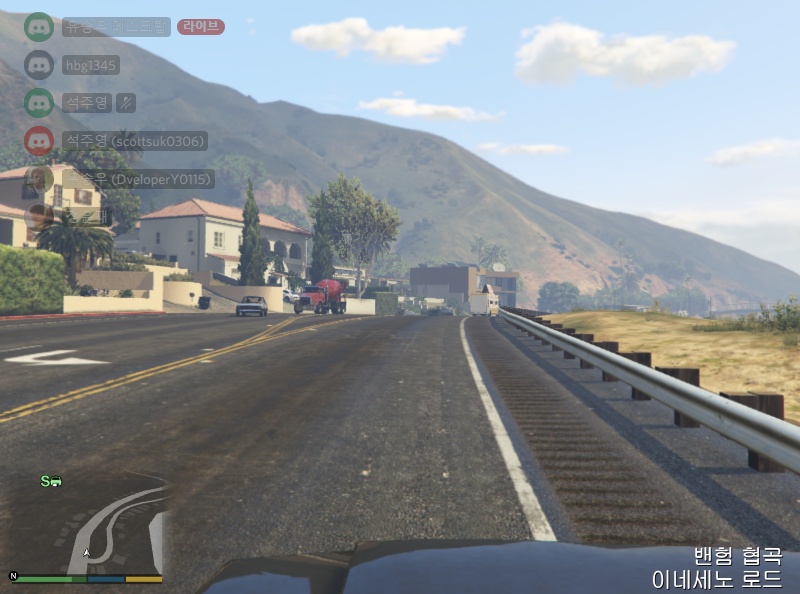 라이브
hbg1345
석주영
석주영 (scottsuk0306)
우 (DveloperY0115)
S
N
밴험 협곡
이네세노 로드